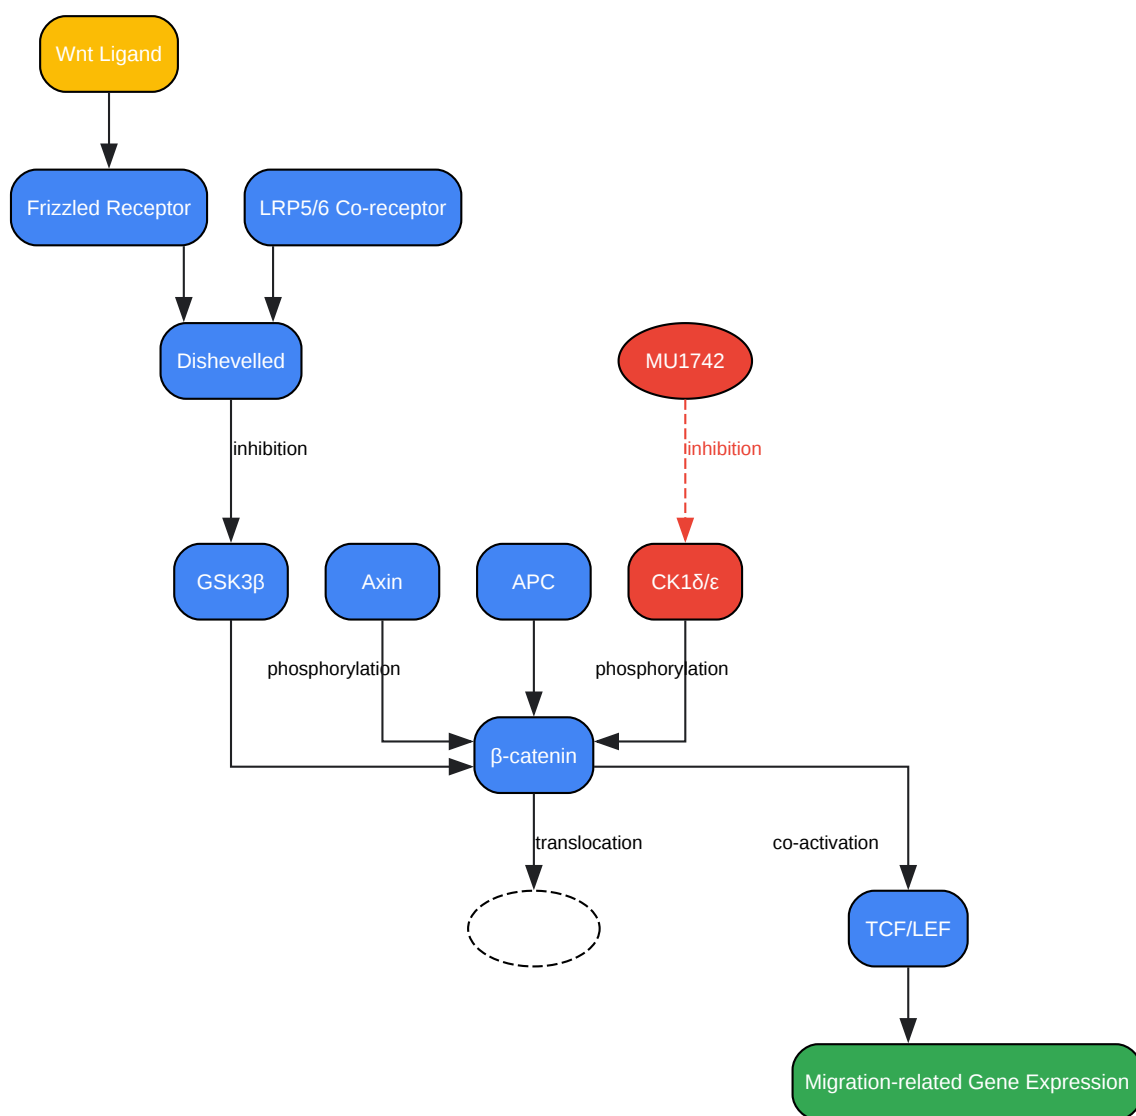 Wnt Ligand
Frizzled Receptor
LRP5/6 Co-receptor
Dishevelled
MU1742
inhibition
inhibition
GSK3β
Axin
APC
CK1δ/ε
phosphorylation
phosphorylation
β-catenin
translocation
co-activation
TCF/LEF
Migration-related Gene Expression